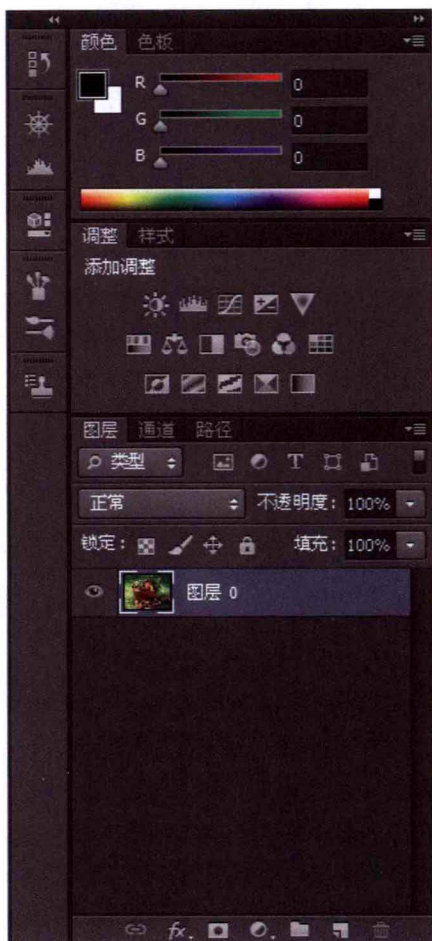 颜色 色板
R 0
G 0
B 0
调整 样式
添加调整
图层 通道 路径
类型 T
正常 不透明度: 100%
锁定: 填充: 100%
图层 0
fx.